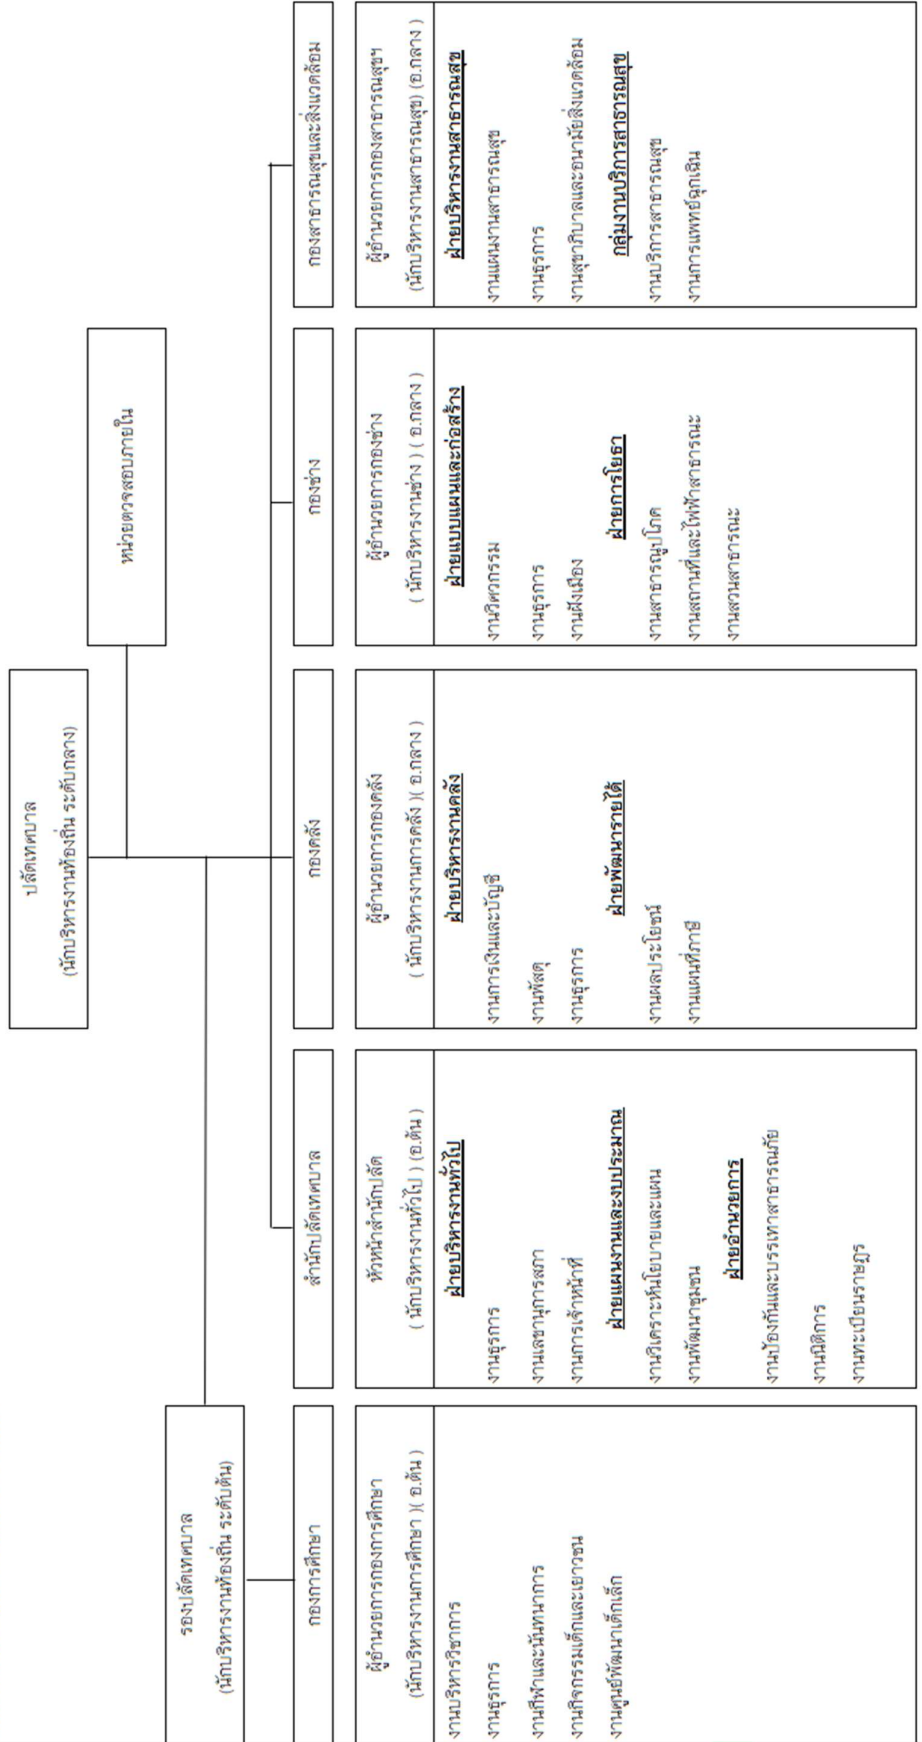 ปลัดเทศบาล
(นักบริหารงานท้องถิ่น ระดับกลาง)
หน่วยตรวจสอบภายใน
รองปลัดเทศบาล
(นักบริหารงานท้องถิ่น ระดับต้น)
กองการศึกษา
ผู้อำนวยการกองการศึกษา
(นักบริหารงานการศึกษา )( อ.ต้น )
งานบริหารวิชาการ
งานธุรการ
งานกีฬาและนันทนาการ
งานกิจกรรมเด็กและเยาวชน
งานศูนย์พัฒนาเด็กเล็ก
สำนักปลัดเทศบาล
หัวหน้าสำนักปลัด
( นักบริหารงานทั่วไป ) (อ.ต้น )
ฝ่ายบริหารงานทั่วไป
งานธุรการ
งานเลขานุการสภา
งานการเจ้าหน้าที่
ฝ่ายแผนงานและงบประมาณ
งานวิเคราะห์นโยบายและแผน
งานพัฒนาชุมชน
ฝ่ายอำนวยการ
งานป้องกันและบรรเทาสาธารณภัย
งานนิติการ
งานทะเบียนราษฎร
กองคลัง
ผู้อำนวยการกองคลัง
( นักบริหารงานการคลัง )( อ.กลาง )
ฝ่ายบริหารงานคลัง
งานการเงินและบัญชี
งานพัสดุ
งานธุรการ
ฝ่ายพัฒนารายได้
งานผลประโยชน์
งานแผนที่ภาษี
กองช่าง
ผู้อำนวยการกองช่าง
( นักบริหารงานช่าง ) ( อ.กลาง )
ฝ่ายแบบแผนและก่อสร้าง
งานวิศวกรรม
งานธุรการ
งานผังเมือง
ฝ่ายการโยธา
งานสาธารณูปโภค
งานสถานที่และไฟฟ้าสาธารณะ
งานสวนสาธารณะ
กองสาธารณสุขและสิ่งแวดล้อม
ผู้อำนวยการกองสาธารณสุขฯ
(นักบริหารงานสาธารณสุข) (อ.กลาง )
ฝ่ายบริหารงานสาธารณสุข
งานแผนงานสาธารณสุข
งานธุรการ
งานสุขาภิบาลและอนามัยสิ่งแวดล้อม
กลุ่มงานบริการสาธารณสุข
งานบริการสาธารณสุข
งานการแพทย์ฉุกเฉิน